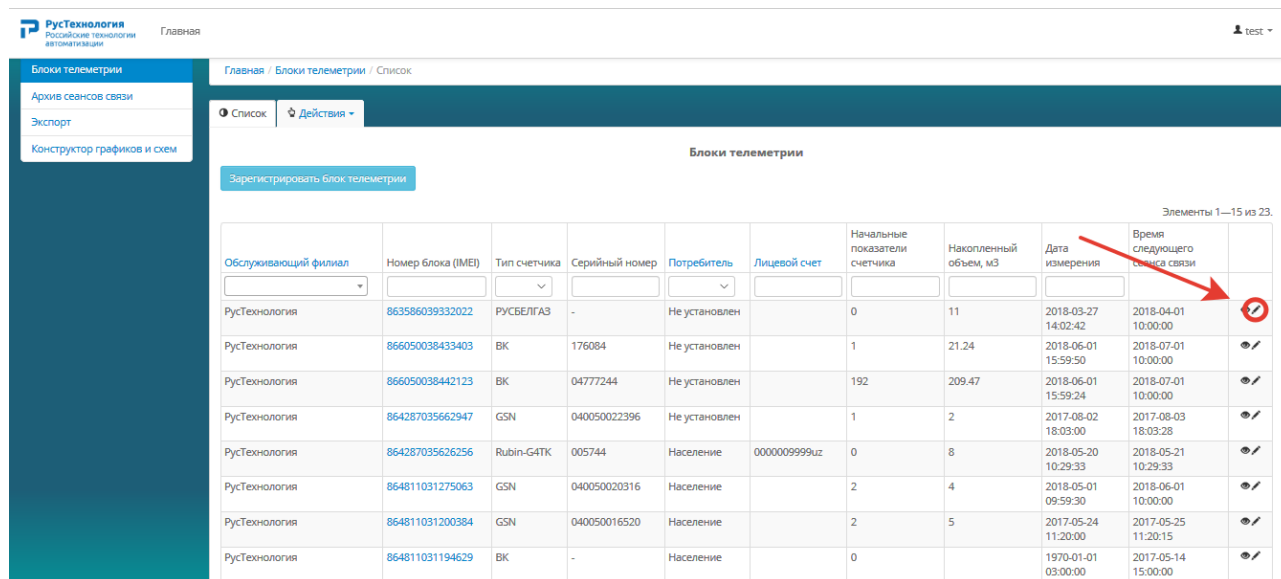 РусТехнология
Российские технологии
автоматизации
Главная
test
Блоки телеметрии
Архив сеансов связи
Экспорт
Конструктор графиков и схем
Главная / Блоки телеметрии / Список
Список
Действия
Блоки телеметрии
Зарегистрировать блок телеметрии
Элементы 1—15 из 23.
Обслуживающий филиал Номер блока (IMEI) Тип счетчика Серийный номер Потребитель Лицевой счет Начальные показатели счетчика Накопленный объем, м3 Дата измерения Время следующего сеанса связи
РусТехнология 863586039332022 РУСБЕЛГАЗ - Не установлен 0 11 2018-03-27 14:02:42 2018-04-01 10:00:00
РусТехнология 866050038433403 ВК 176084 Не установлен 1 21.24 2018-06-01 15:59:50 2018-07-01 10:00:00
РусТехнология 866050038442123 ВК 04777244 Не установлен 192 209.47 2018-06-01 15:59:24 2018-07-01 10:00:00
РусТехнология 864287035662947 GSN 040050022396 Не установлен 1 2 2017-08-02 18:03:00 2017-08-03 18:03:28
РусТехнология 864287035626256 Rubin-G4TK 005744 Население 0000009999uz 0 8 2018-05-20 10:29:33 2018-05-21 10:29:33
РусТехнология 864811031275063 GSN 040050020316 Население 2 4 2018-05-01 09:59:30 2018-06-01 10:00:00
РусТехнология 864811031200384 GSN 040050016520 Население 2 5 2017-05-24 11:20:00 2017-05-25 11:20:15
РусТехнология 864811031194629 ВК - Население 0 1970-01-01 03:00:00 2017-05-14 15:00:00